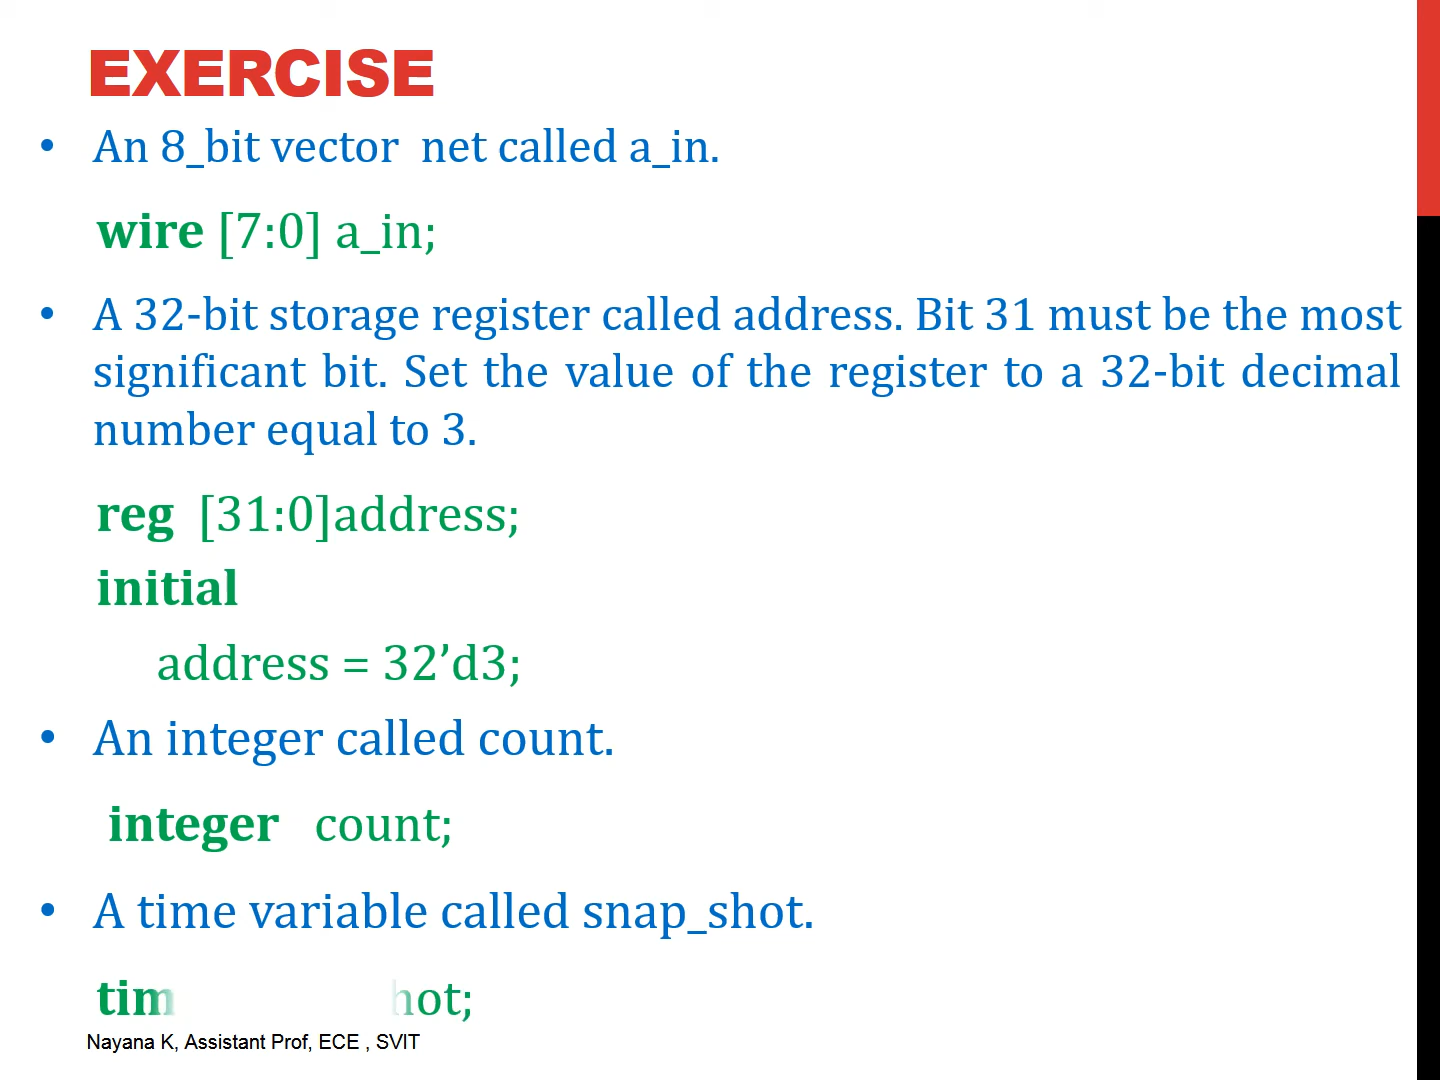 EXERCISE
• An 8_bit vector net called a_in.
wire [7:0] a_in;
• A 32-bit storage register called address. Bit 31 must be the most
significant bit. Set the value of the register to a 32-bit decimal
number equal to 3.
reg [31:0]address;
initial
address = 32’d3;
• An integer called count.
integer count;
• A time variable called snap_shot.
tim hot;
Nayana K, Assistant Prof, ECE , SVIT